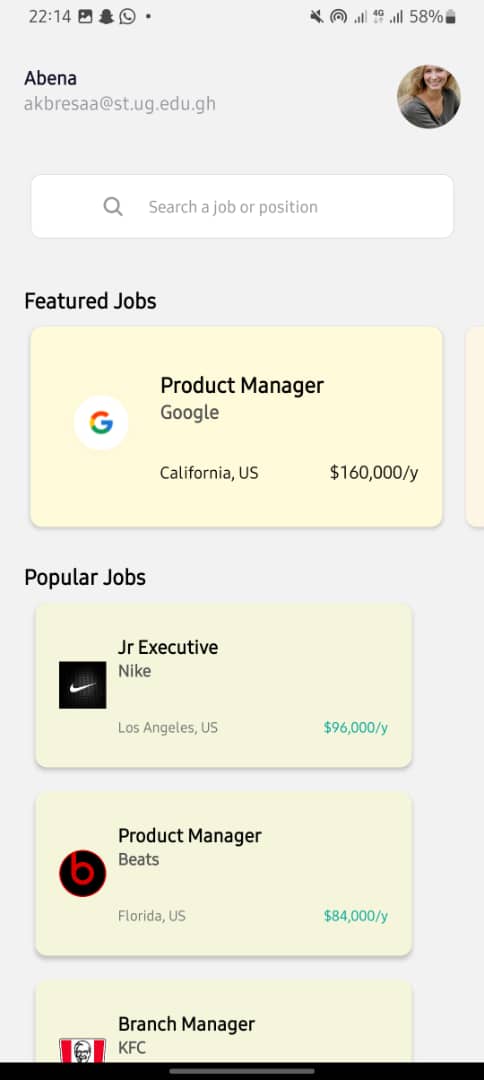 22:14 58%
4G
Abena
akbresaa@st.ug.edu.gh
Search a job or position
Featured Jobs
Product Manager
Google
California, US $160,000/y
Popular Jobs
Jr Executive
Nike
Los Angeles, US $96,000/y
Product Manager
Beats
Florida, US $84,000/y
Branch Manager
KFC